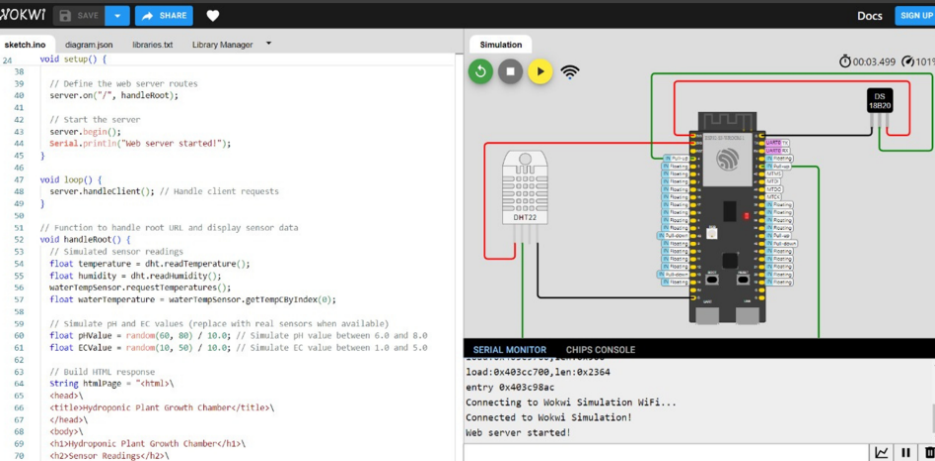 WOKWI SAVE SHARE Docs SIGN UP
sketch.ino diagram.json libraries.txt Library Manager
24 void setup() {
38
39 // Define the web server routes
40 server.on("/", handleRoot);
41
42 // Start the server
43 server.begin();
44 Serial.println("Web server started!");
45 }
46
47 void loop() {
48 server.handleClient(); // Handle client requests
49 }
50
51 // Function to handle root URL and display sensor data
52 void handleRoot() {
53 // Simulated sensor readings
54 float temperature = dht.readTemperature();
55 float humidity = dht.readHumidity();
56 waterTempSensor.requestTemperatures();
57 float waterTemperature = waterTempSensor.getTempCByIndex(0);
58
59 // Simulate pH and EC values (replace with real sensors when available)
60 float pHValue = random(60, 80) / 10.0; // Simulate pH value between 6.0 and 8.0
61 float ECValue = random(10, 50) / 10.0; // Simulate EC value between 1.0 and 5.0
62
63 // Build HTML response
64 String htmlPage = "<html>\
65 <head>\
66 <title>Hydroponic Plant Growth Chamber</title>\
67 </head>\
68 <body>\
69 <h1>Hydroponic Plant Growth Chamber</h1>\
70 <h2>Sensor Readings</h2>\
Simulation
00:03.499 101%
DS
18B20
DHT22
SERIAL MONITOR CHIPS CONSOLE
load:0x403cc700,len:0x2364
entry 0x403c98ac
Connecting to Wokwi Simulation WiFi...
Connected to Wokwi Simulation!
Web server started!